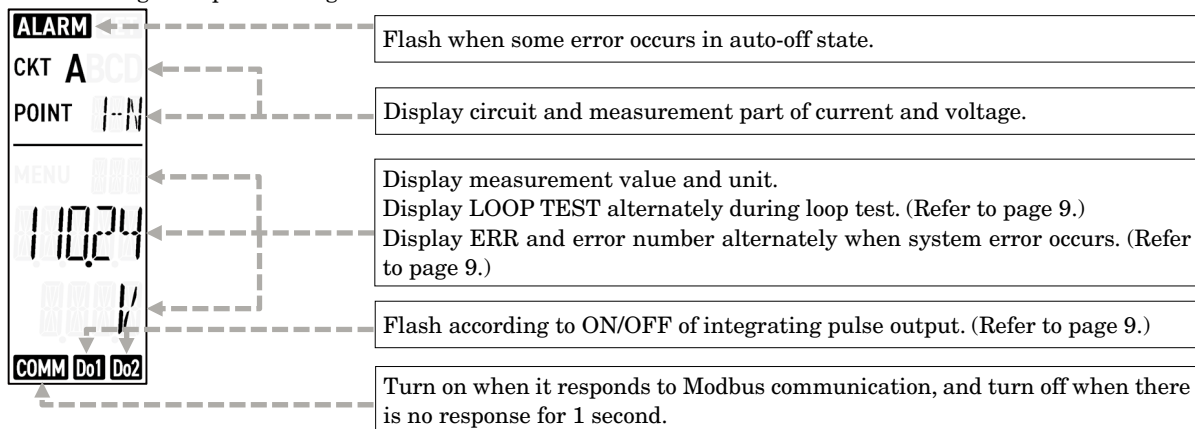 ALARM
Flash when some error occurs in auto-off state.
CKT A BCD
POINT 1-N
Display circuit and measurement part of current and voltage.
MENU
Display measurement value and unit.
Display LOOP TEST alternately during loop test. (Refer to page 9.)
Display ERR and error number alternately when system error occurs. (Refer
to page 9.)
110.24
V
Flash according to ON/OFF of integrating pulse output. (Refer to page 9.)
COMM Do1 Do2
Turn on when it responds to Modbus communication, and turn off when there
is no response for 1 second.